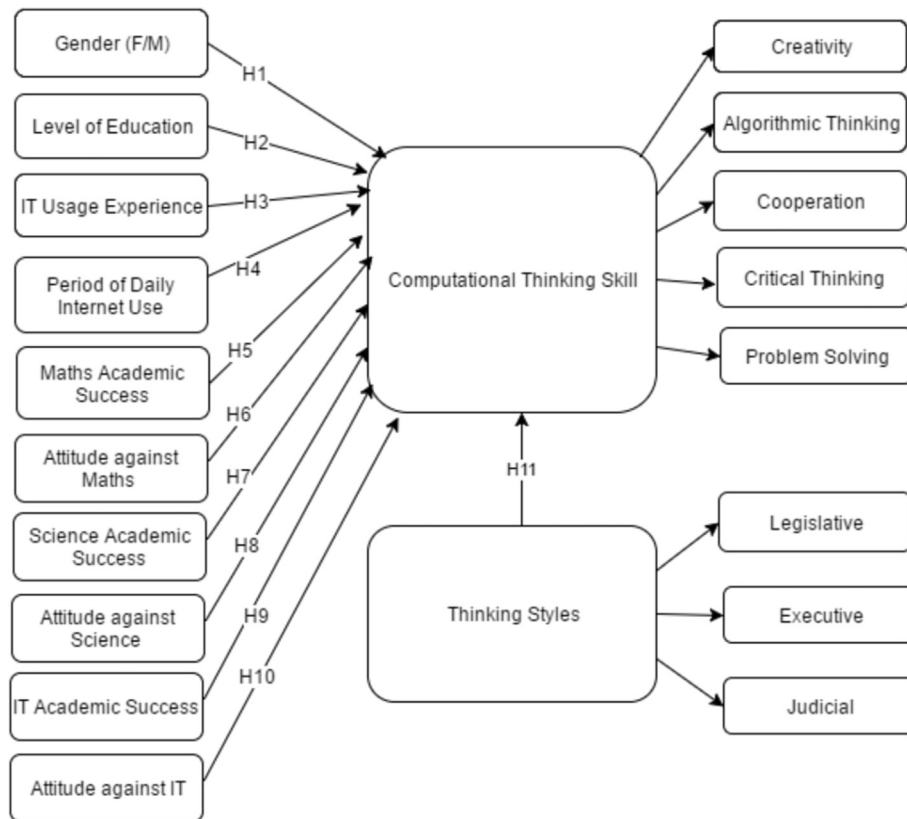 Gender (F/M)
H1
Level of Education
H2
IT Usage Experience
H3
Period of Daily
Internet Use
H4
Maths Academic
Success
H5
Attitude against
Maths
H6
Science Academic
Success
H7
Attitude against
Science
H8
IT Academic Success
H9
Attitude against IT
H10
Computational Thinking Skill
H11
Thinking Styles
Creativity
Algorithmic Thinking
Cooperation
Critical Thinking
Problem Solving
Legislative
Executive
Judicial